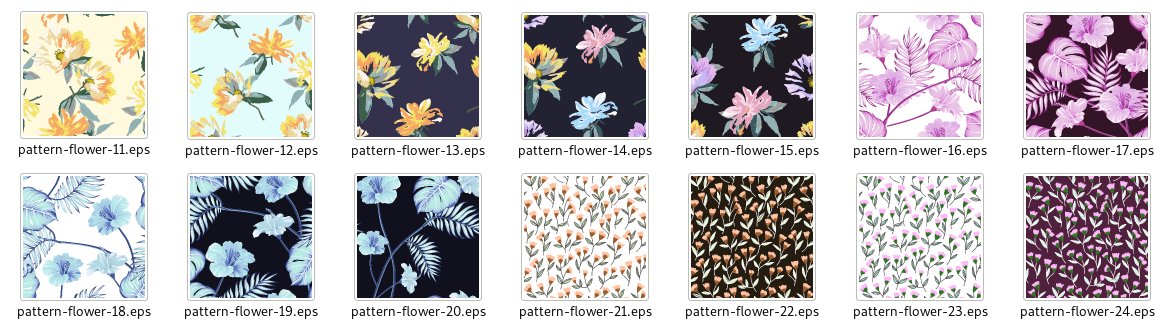 pattern-flower-11.eps pattern-flower-12.eps pattern-flower-13.eps pattern-flower-14.eps pattern-flower-15.eps pattern-flower-16.eps pattern-flower-17.eps
pattern-flower-18.eps pattern-flower-19.eps pattern-flower-20.eps pattern-flower-21.eps pattern-flower-22.eps pattern-flower-23.eps pattern-flower-24.eps